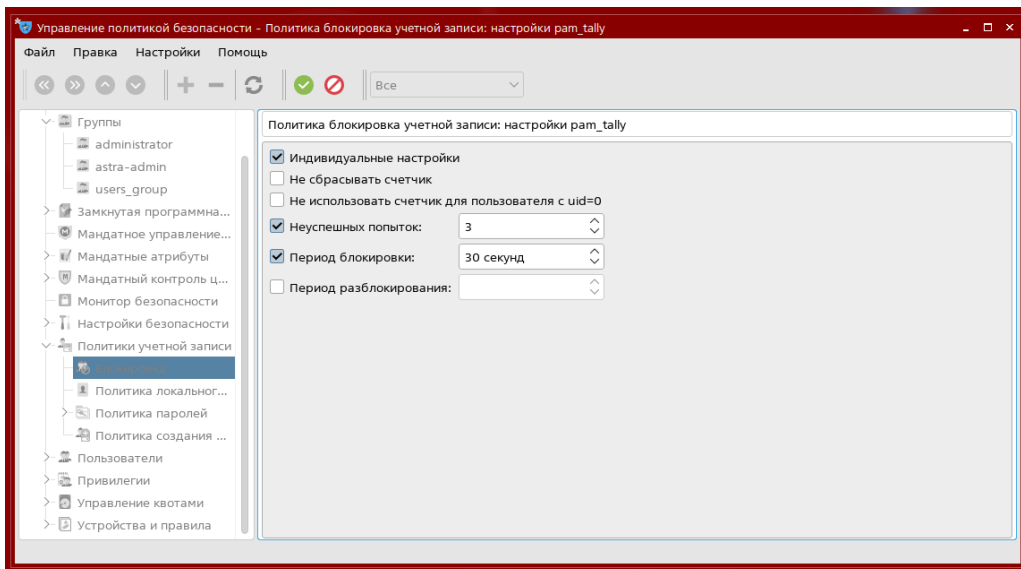 Управление политикой безопасности – Политика блокировка учетной записи: настройки pam_tally
Файл Правка Настройки Помощь
Все
Группы
administrator
astra-admin
users_group
Замкнутая программна...
Мандатное управление...
Мандатные атрибуты
Мандатный контроль ц...
Монитор безопасности
Настройки безопасности
Политики учетной записи
Блокировка
Политика локальног...
Политика паролей
Политика создания ...
Пользователи
Привилегии
Управление квотами
Устройства и правила
Политика блокировка учетной записи: настройки pam_tally
Индивидуальные настройки
Не сбрасывать счетчик
Не использовать счетчик для пользователя с uid=0
Неуспешных попыток: 3
Период блокировки: 30 секунд
Период разблокирования: